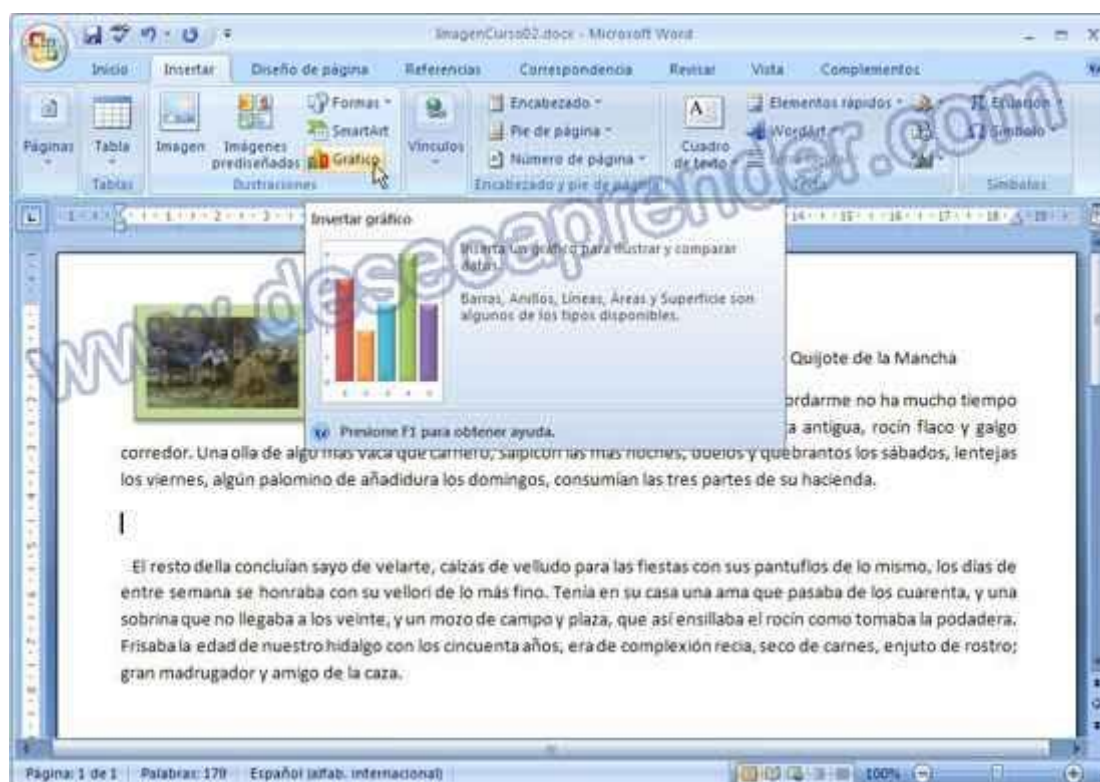 ImagenCurso02.docx - Microsoft Word
Inicio Insertar Diseño de página Referencias Correspondencia Revisar Vista Complementos
Páginas
Tabla
Tablas
Imagen
Imágenes prediseñadas
Formas
SmartArt
Gráfico
Ilustraciones
Vínculos
Encabezado
Pie de página
Número de página
Encabezado y pie de página
A
Cuadro de texto
Elementos rápidos
WordArt
Texto
Ecuación
Símbolo
Símbolos
www.deseoaprender.com
Insertar gráfico
Inserta un gráfico para ilustrar y comparar
datos.
Barras, Anillos, Líneas, Áreas y Superficie son
algunos de los tipos disponibles.
Presione F1 para obtener ayuda.
Quijote de la Mancha
ordarme no ha mucho tiempo
a antigua, rocín flaco y galgo
corredor. Una olla de algo más vaca que carnero, salpicón las más noches, duelos y quebrantos los sábados, lentejas
los viernes, algún palomino de añadidura los domingos, consumían las tres partes de su hacienda.
El resto della concluían sayo de velarte, calzas de velludo para las fiestas con sus pantuflos de lo mismo, los días de
entre semana se honraba con su vellori de lo más fino. Tenía en su casa una ama que pasaba de los cuarenta, y una
sobrina que no llegaba a los veinte, y un mozo de campo y plaza, que así ensillaba el rocín como tomaba la podadera.
Frisaba la edad de nuestro hidalgo con los cincuenta años, era de complexión recia, seco de carnes, enjuto de rostro;
gran madrugador y amigo de la caza.
Página: 1 de 1 Palabras: 179 Español (alfab. internacional) 100%